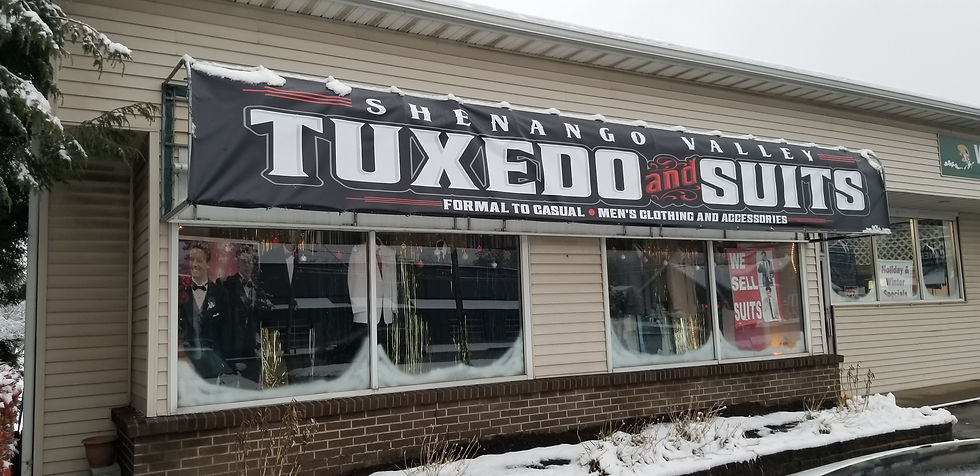 SHENANGO VALLEY
TUXEDO and SUITS
FORMAL TO CASUAL • MEN'S CLOTHING AND ACCESSORIES
WE
SELL
SUITS
Holiday &
Winter
Specials